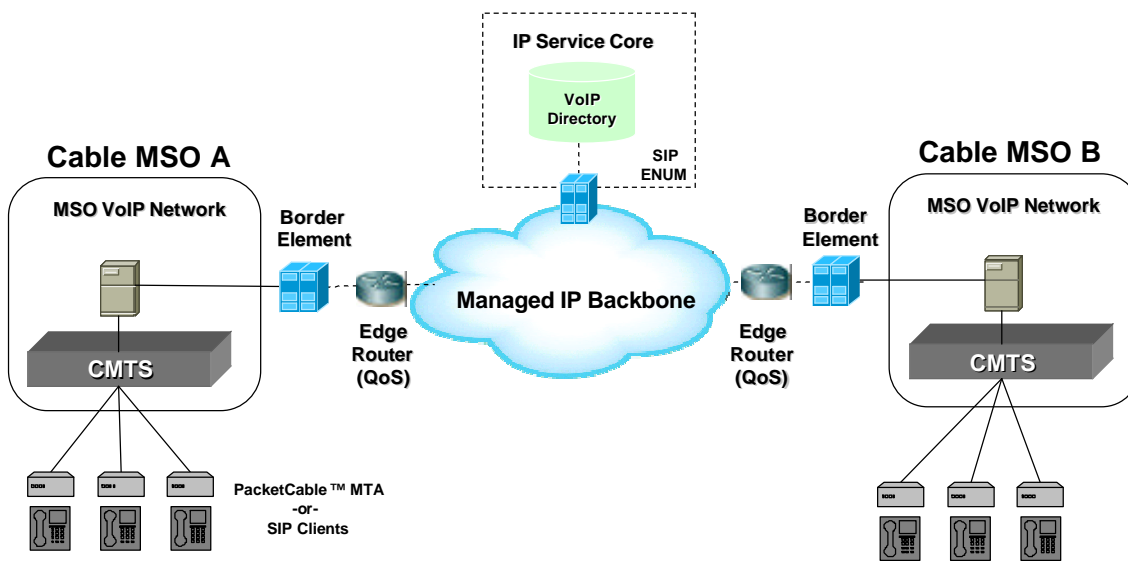 IP Service Core
VoIP
Directory
SIP
ENUM
Cable MSO A
MSO VoIP Network
CMTS
Border
Element
Edge
Router
(QoS)
Managed IP Backbone
Cable MSO B
MSO VoIP Network
CMTS
Border
Element
Edge
Router
(QoS)
PacketCable™ MTA
-or-
SIP Clients